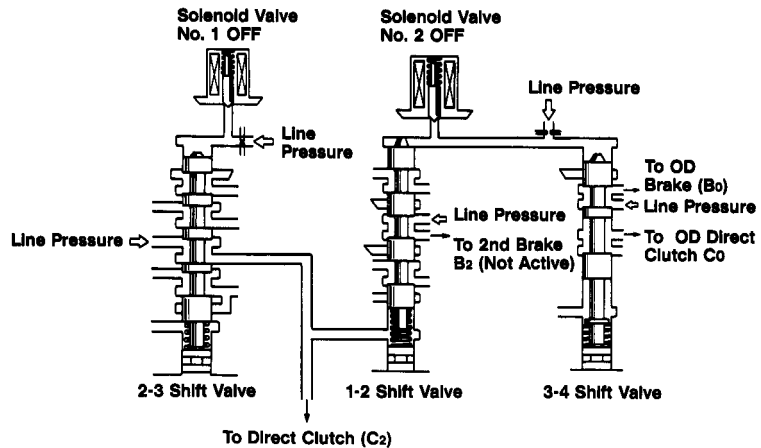 Solenoid Valve
No. 1 OFF
Solenoid Valve
No. 2 OFF
Line Pressure
Line
Pressure
To OD
Brake (B0)
Line Pressure
Line Pressure
Line Pressure
To 2nd Brake
B2 (Not Active)
To OD Direct
Clutch C0
2-3 Shift Valve
1-2 Shift Valve
3-4 Shift Valve
To Direct Clutch (C2)